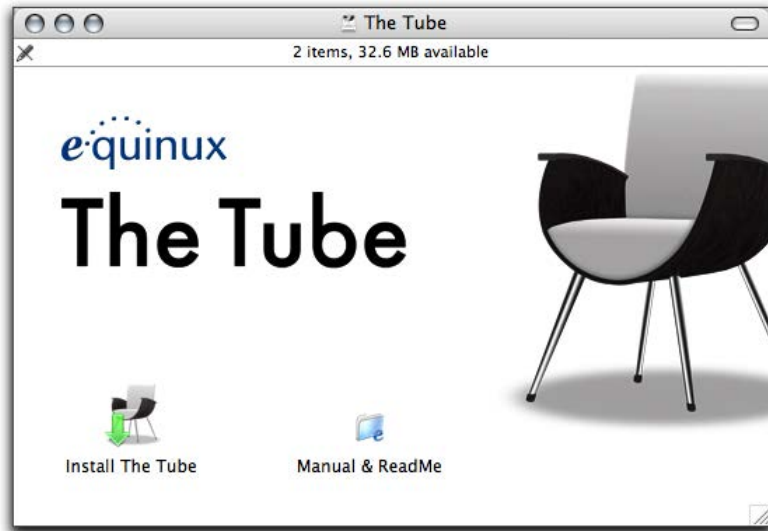 The Tube
2 items, 32.6 MB available
equinux
The Tube
Install The Tube
Manual & ReadMe